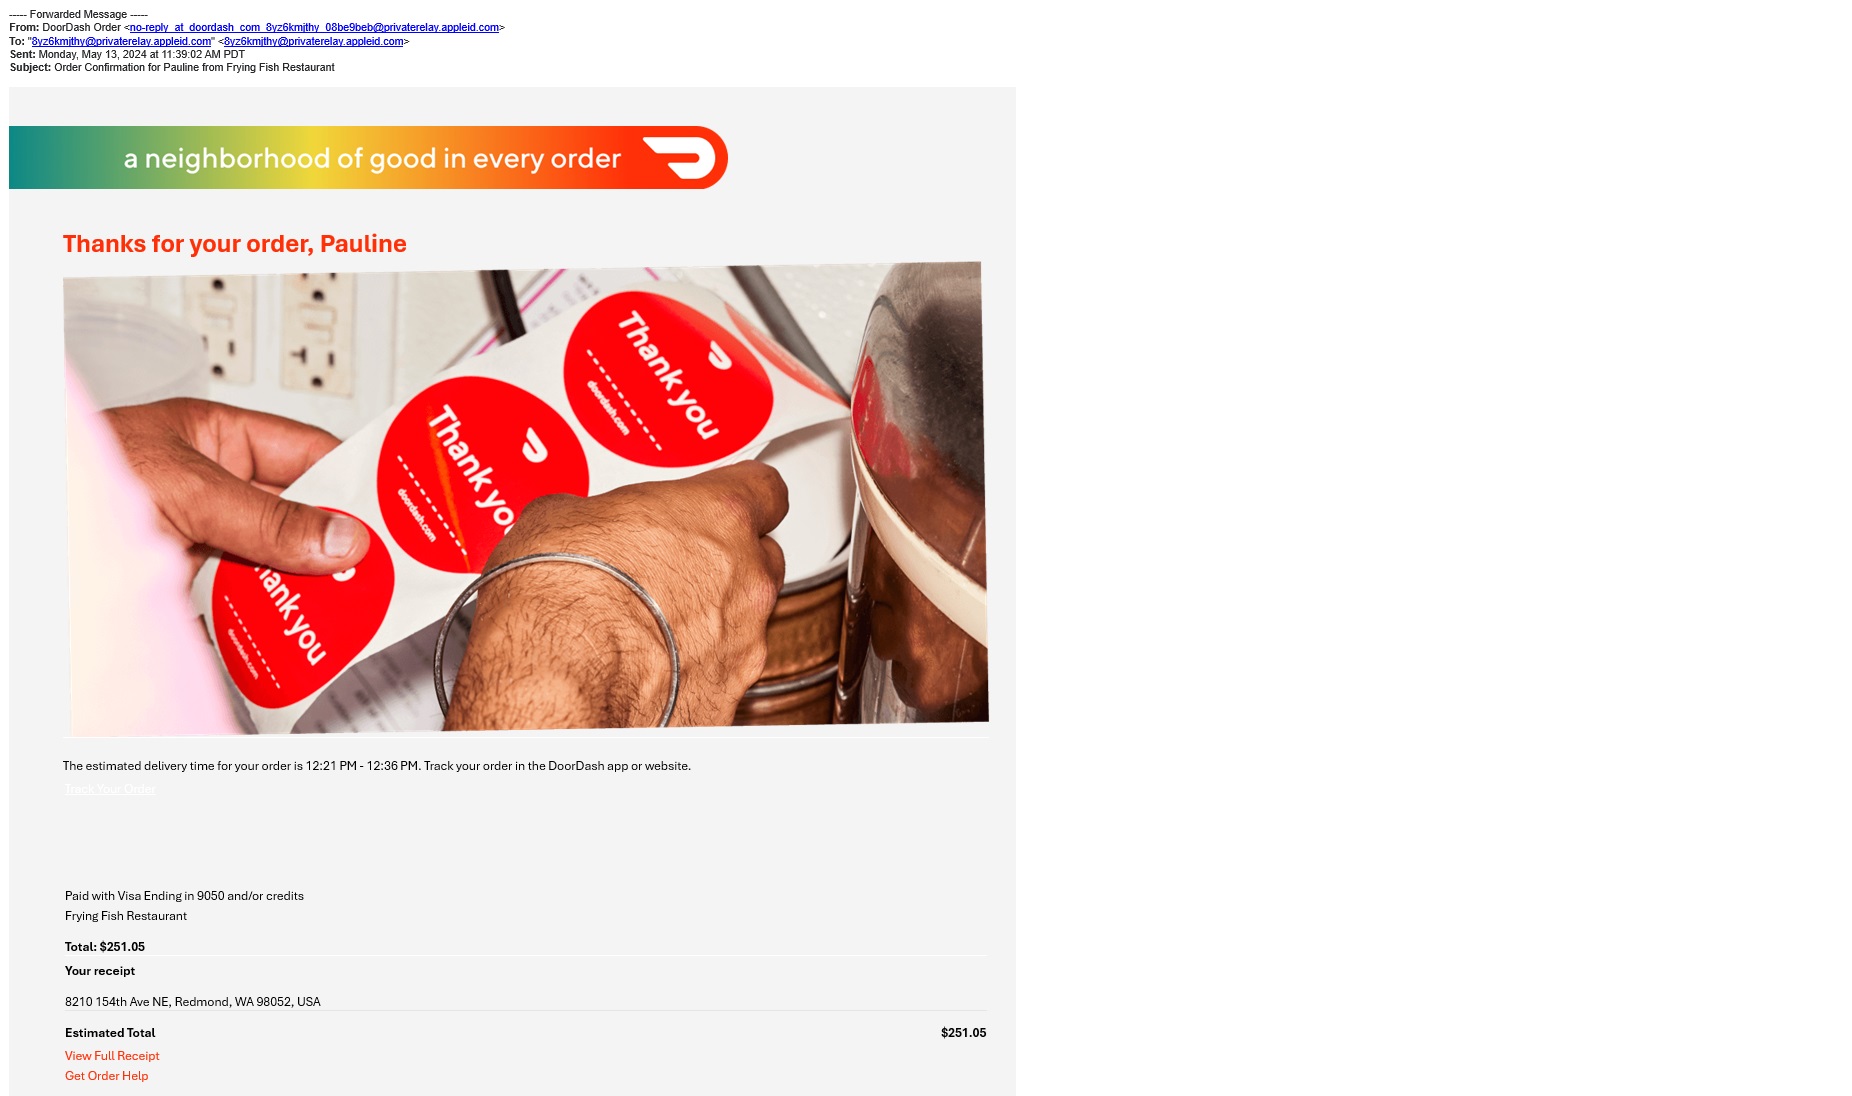 ----- Forwarded Message -----
From: DoorDash Order <no-reply_at_doordash_com_8yz6kmjthy_08be9beb@privaterelay.appleid.com>
To: "8yz6kmjthy@privaterelay.appleid.com" <8yz6kmjthy@privaterelay.appleid.com>
Sent: Monday, May 13, 2024 at 11:39:02 AM PDT
Subject: Order Confirmation for Pauline from Frying Fish Restaurant
a neighborhood of good in every order
Thanks for your order, Pauline
Thank you
doordash.com
Thank yo
doordash.com
hank you
doordash.com
The estimated delivery time for your order is 12:21 PM - 12:36 PM. Track your order in the DoorDash app or website.
Track Your Order
Paid with Visa Ending in 9050 and/or credits
Frying Fish Restaurant
Total: $251.05
Your receipt
8210 154th Ave NE, Redmond, WA 98052, USA
Estimated Total $251.05
View Full Receipt
Get Order Help